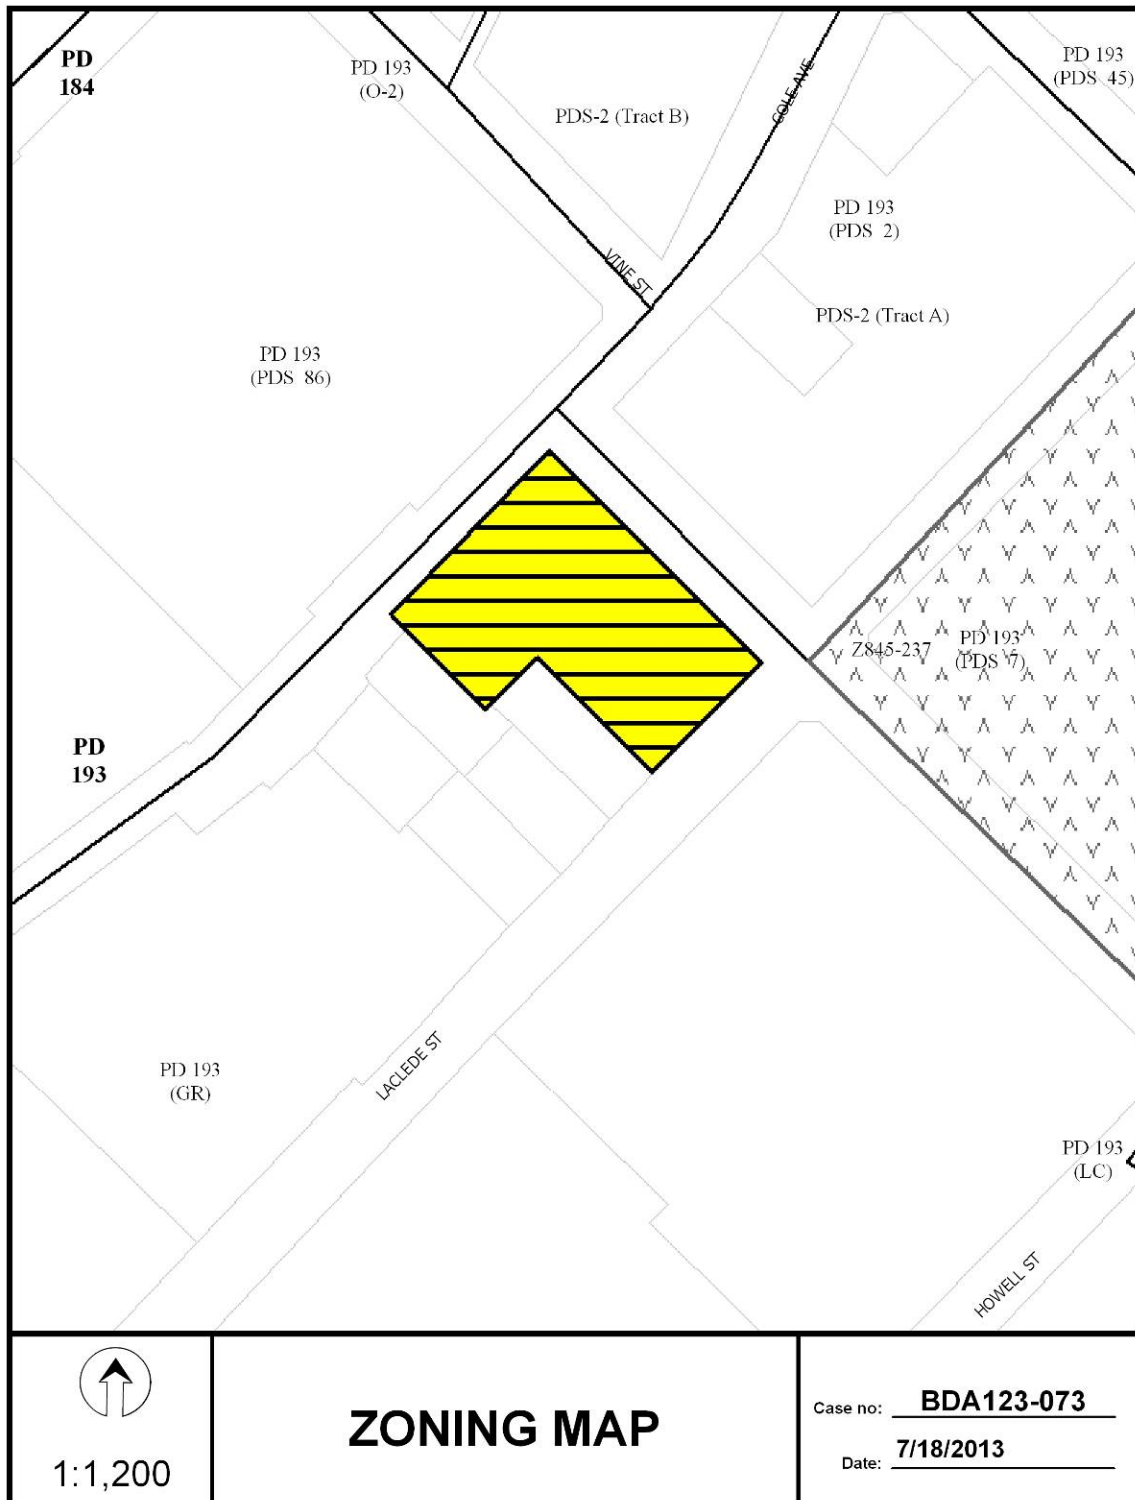 PD
184
PD 193
(O-2)
PD 193
(PDS 45)
PDS-2 (Tract B)
COLE AVE
PD 193
(PDS 2)
VINE ST
PDS-2 (Tract A)
PD 193
(PDS 86)
Z845-237
PD 193
(PDS 7)
PD
193
LACLEDE ST
PD 193
(GR)
PD 193
(LC)
HOWELL ST
1:1,200
ZONING MAP
Case no: BDA123-073
Date: 7/18/2013